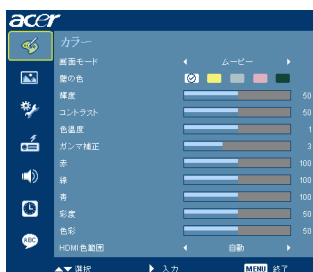 acer
カラー
画面モード ムービー
壁の色
輝度 50
コントラスト 50
色温度 1
ガンマ補正 3
赤 100
緑 100
青 100
彩度 50
色彩 50
HDMI 色範囲 自動
ABC
選択 入力 MENU 終了